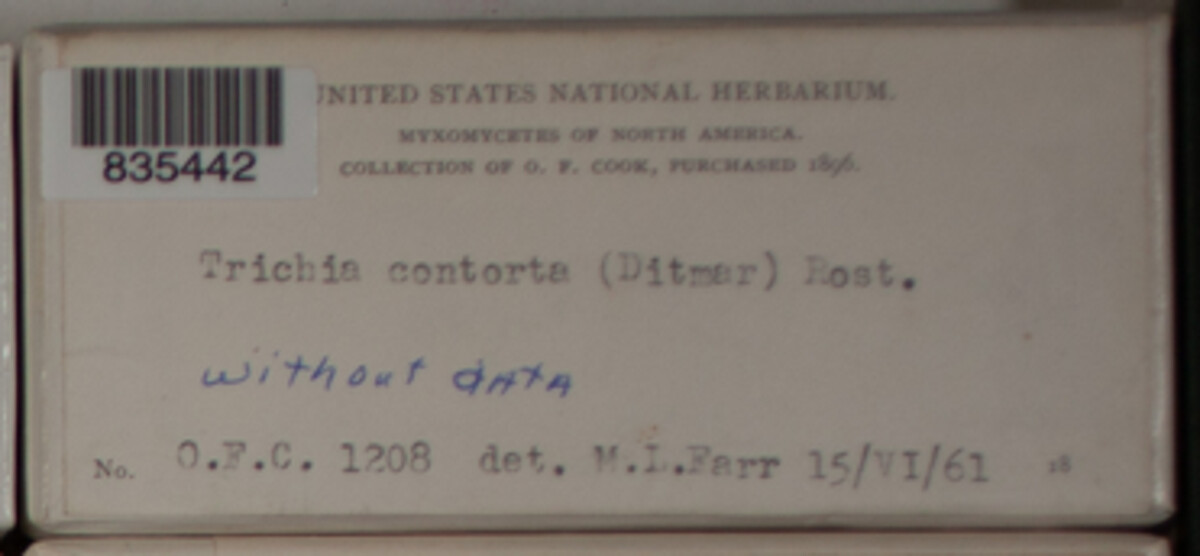 UNITED STATES NATIONAL HERBARIUM.
MYXOMYCETES OF NORTH AMERICA.
COLLECTION OF O. F. COOK, PURCHASED 1896.
835442
Trichia contorta (Ditmar) Rost.
without data
No. O.F.C. 1208 det. M.L.Farr 15/VI/61 18